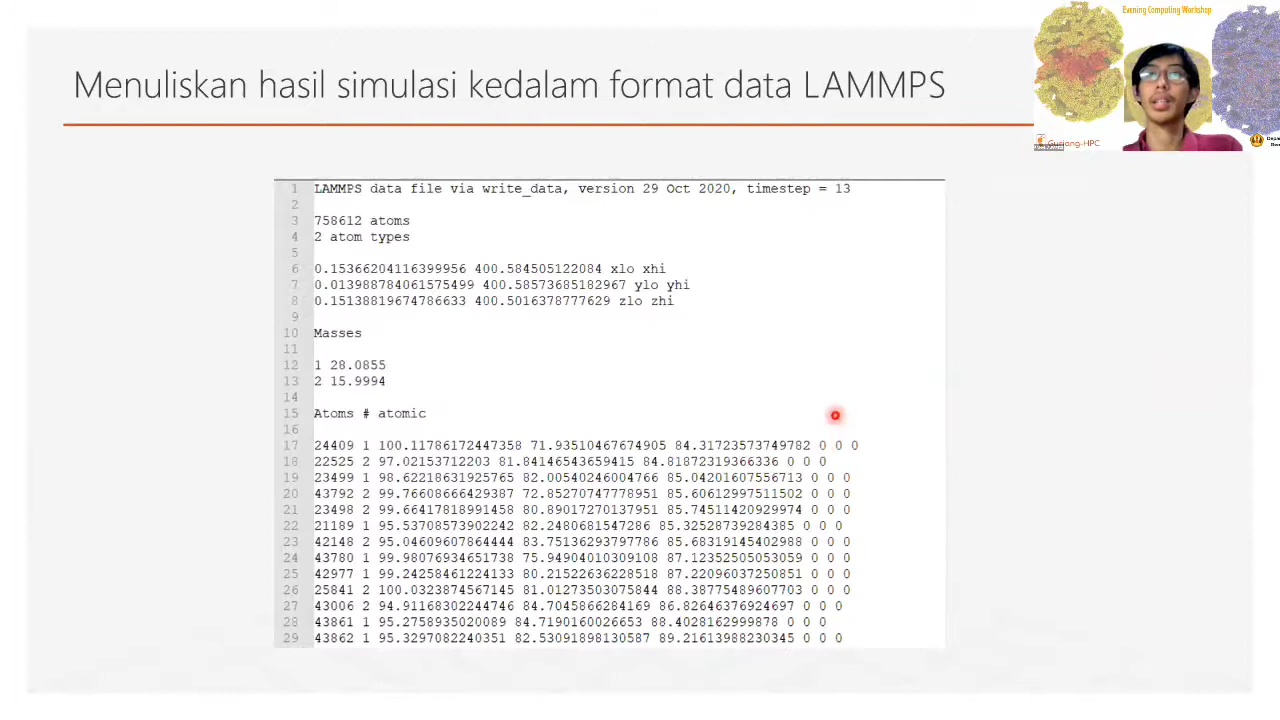 Evening Computing Workshop
Menuliskan hasil simulasi kedalam format data LAMMPS
Gunjang-HPC
1 LAMMPS data file via write_data, version 29 Oct 2020, timestep = 13
2
3 758612 atoms
4 2 atom types
5
6 0.15366204116399956 400.584505122084 xlo xhi
7 0.013988784061575499 400.58573685182967 ylo yhi
8 0.15138819674786633 400.5016378777629 zlo zhi
9
10 Masses
11
12 1 28.0855
13 2 15.9994
14
15 Atoms # atomic
16
17 24409 1 100.11786172447358 71.93510467674905 84.31723573749782 0 0 0
18 22525 2 97.02153712203 81.84146543659415 84.81872319366336 0 0 0
19 23499 1 98.62218631925765 82.00540246004766 85.04201607556713 0 0 0
20 43792 2 99.76608666429387 72.85270747778951 85.60612997511502 0 0 0
21 23498 2 99.66417818991458 80.89017270137951 85.74511420929974 0 0 0
22 21189 1 95.53708573902242 82.2480681547286 85.32528739284385 0 0 0
23 42148 2 95.04609607864444 83.75136293797786 85.68319145402988 0 0 0
24 43780 1 99.98076934651738 75.94904010309108 87.12352505053059 0 0 0
25 42977 1 99.24258461224133 80.21522636228518 87.22096037250851 0 0 0
26 25841 2 100.0323874567145 81.01273503075844 88.38775489607703 0 0 0
27 43006 2 94.91168302244746 84.7045866284169 86.82646376924697 0 0 0
28 43861 1 95.2758935020089 84.7190160026653 88.4028162999878 0 0 0
29 43862 1 95.3297082240351 82.53091898130587 89.21613988230345 0 0 0